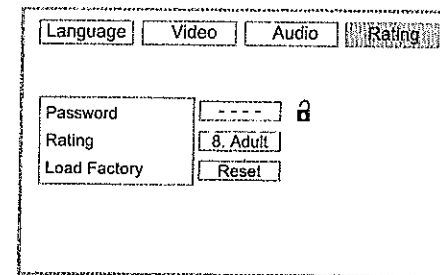 Language Video Audio Rating
Password - - - -
Rating 8. Adult
Load Factory Reset